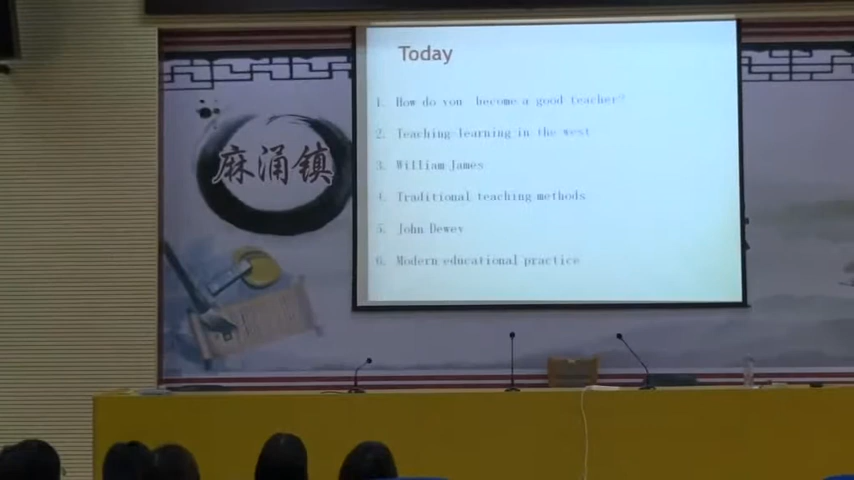 Today
1. How do you become a good teacher?
2. Teaching-learning in the west
3. William James
4. Traditional teaching methods
5. John Dewey
6. Modern educational practice
麻涌镇